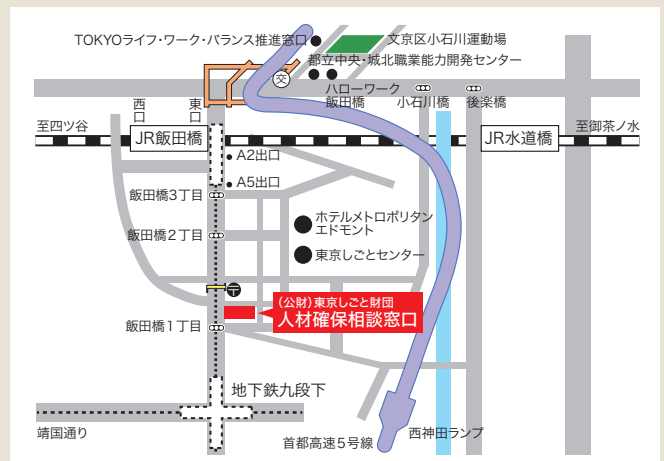 TOKYOライフ・ワーク・バランス推進窓口
文京区小石川運動場
都立中央・城北職業能力開発センター
交
ハローワーク
飯田橋
小石川橋
後楽橋
西口
東口
至四ツ谷
JR飯田橋
JR水道橋
至御茶ノ水
A2出口
A5出口
飯田橋3丁目
飯田橋2丁目
ホテルメトロポリタン
エドモント
東京しごとセンター
〒
(公財)東京しごと財団
人材確保相談窓口
飯田橋1丁目
地下鉄九段下
靖国通り
首都高速5号線
西神田ランプ